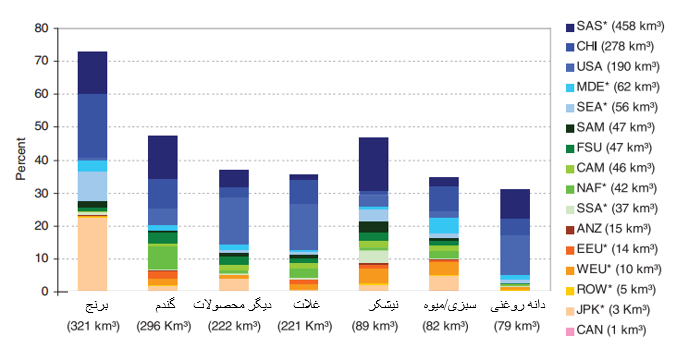 Percent
80
70
60
50
40
30
20
10
0
برنج
گندم
دیگر محصولات
غلات
نیشکر
سبزی/میوه
دانه روغنی
(321 km³)
(296 Km³)
(222 km³)
(221 Km³)
(89 km³)
(82 km³)
(79 km³)
SAS* (458 km³)
CHI (278 km³)
USA (190 km³)
MDE* (62 km³)
SEA* (56 km³)
SAM (47 km³)
FSU (47 km³)
CAM (46 km³)
NAF* (42 km³)
SSA* (37 km³)
ANZ (15 km³)
EEU* (14 km³)
WEU* (10 km³)
ROW* (5 km³)
JPK* (3 Km³)
CAN (1 km³)